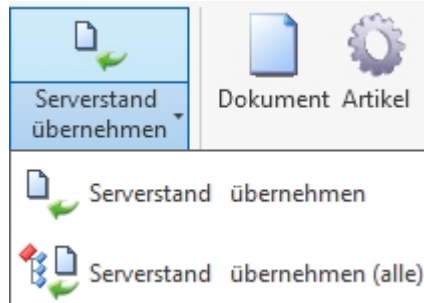 Serverstand
übernehmen
Dokument Artikel
Serverstand übernehmen
Serverstand übernehmen (alle)